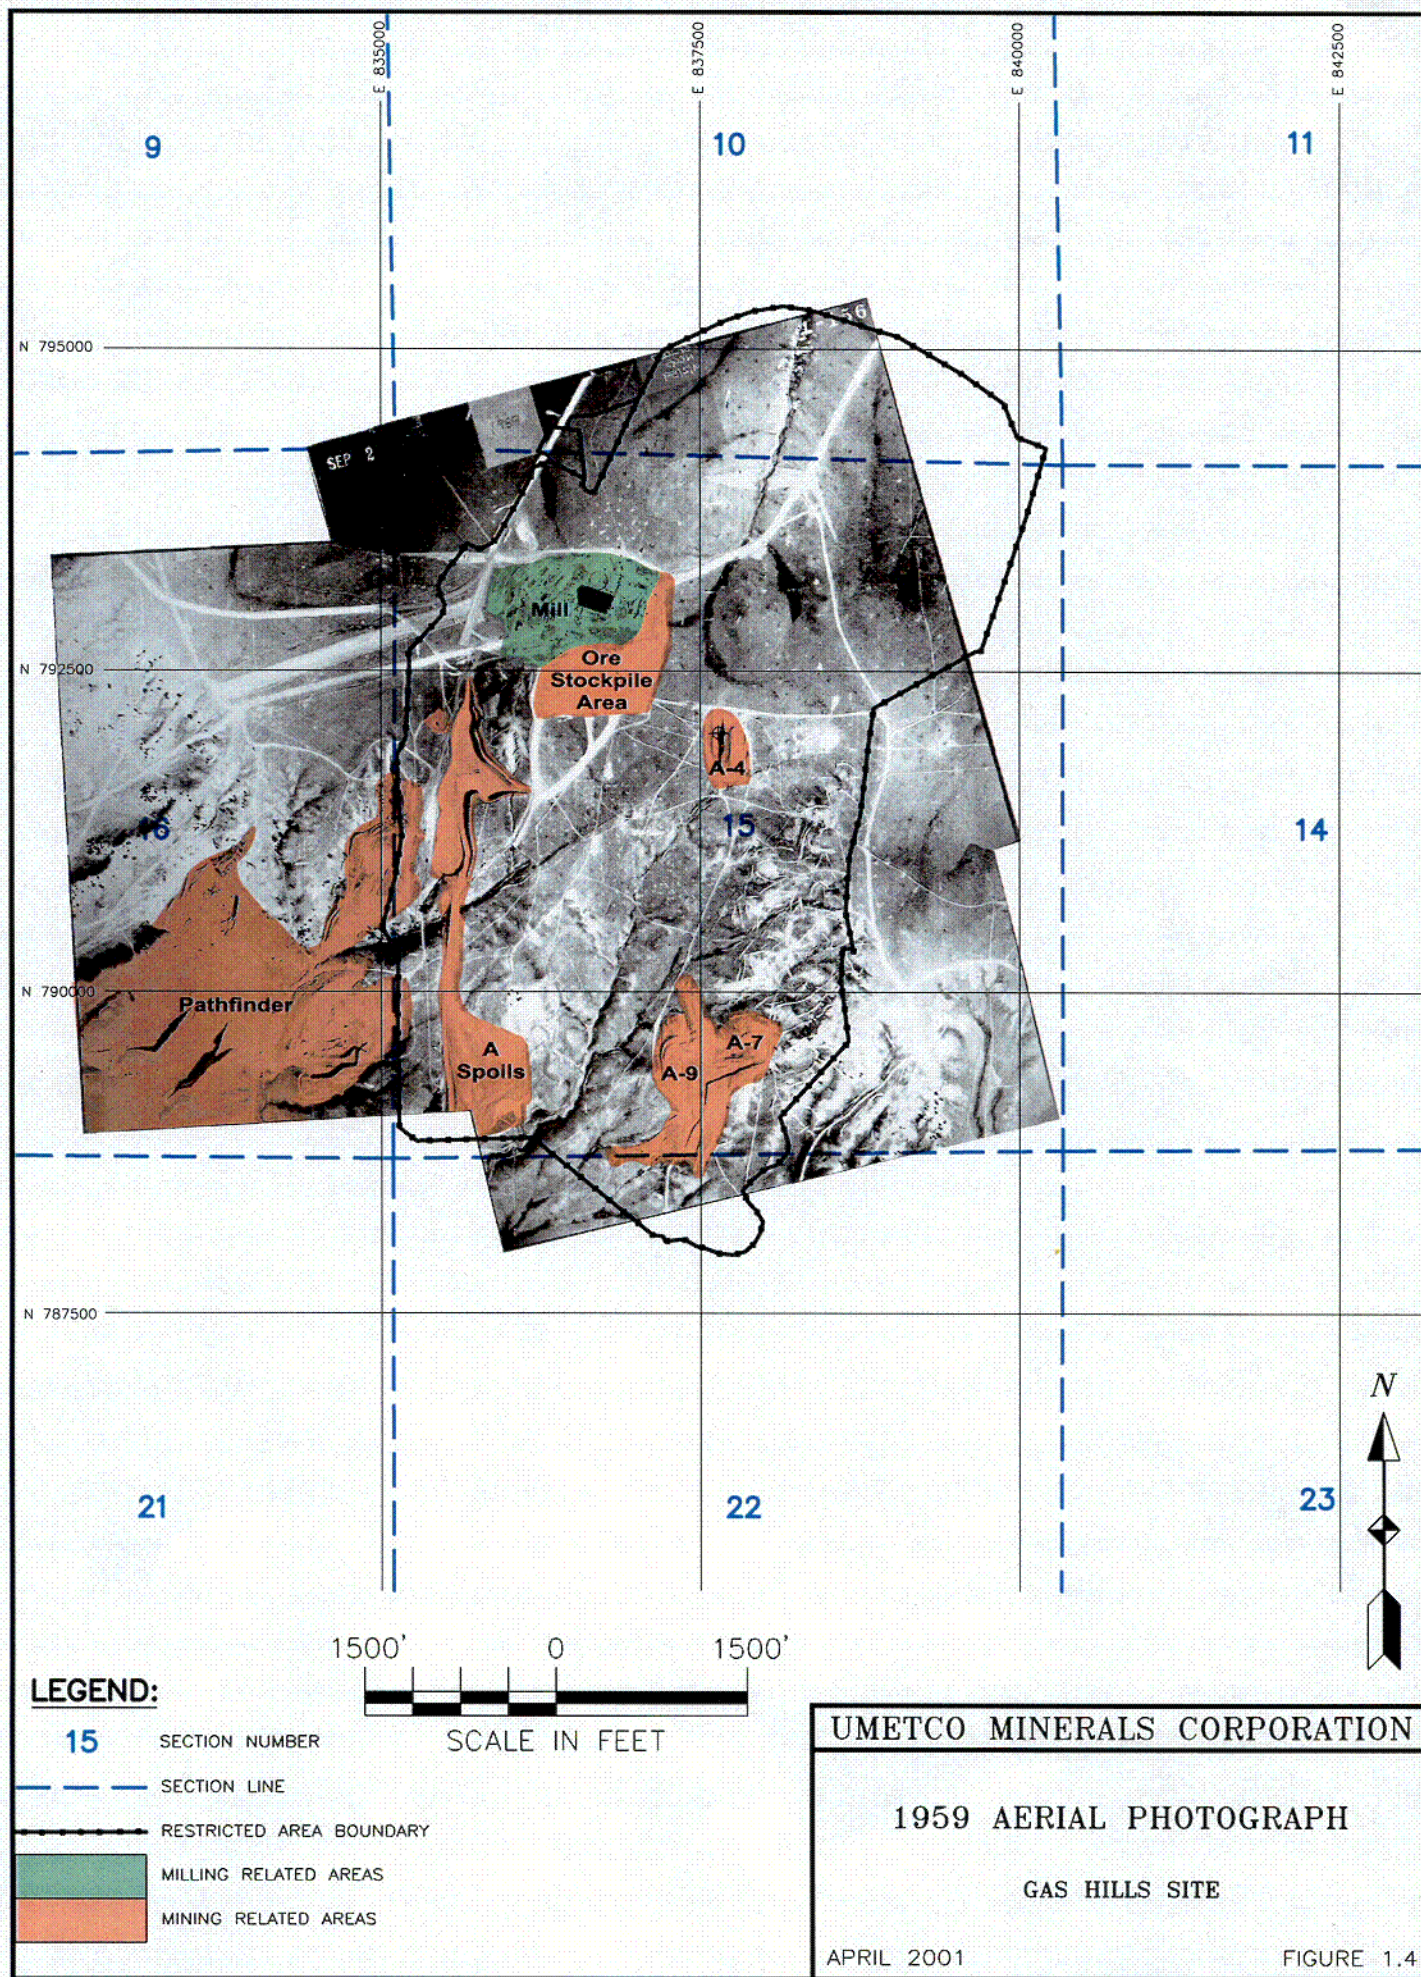 E 835000
E 837500
E 840000
E 842500
9
10
11
156
N 795000
SEP 2
Mill
N 792500
Ore
Stockpile
Area
A-4
16
15
14
N 790000
Pathfinder
A
Spoils
A-9
A-7
N 787500
N
21
22
23
1500' 0 1500'
SCALE IN FEET
LEGEND:
15 SECTION NUMBER
SECTION LINE
RESTRICTED AREA BOUNDARY
MILLING RELATED AREAS
MINING RELATED AREAS
UMETCO MINERALS CORPORATION
1959 AERIAL PHOTOGRAPH
GAS HILLS SITE
APRIL 2001 FIGURE 1.4